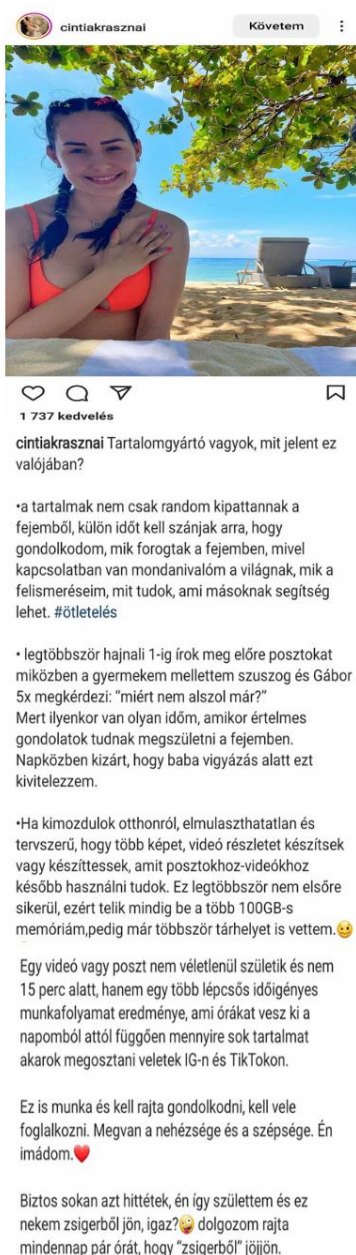 cintiakrasznai
Követem
1 737 kedvelés
cintiakrasznai Tartalomgyártó vagyok, mit jelent ez
valójában?
•a tartalmak nem csak random kipattannak a
fejemből, külön időt kell szánjak arra, hogy
gondolkodom, mik forogtak a fejemben, mivel
kapcsolatban van mondanivalóm a világnak, mik a
felismeréseim, mit tudok, ami másoknak segítség
lehet. #ötletelés
• legtöbbször hajnali 1-ig írok meg előre posztokat
miközben a gyermekem mellettem szuszog és Gábor
5x megkérdezi: “miért nem alszol már?”
Mert ilyenkor van olyan időm, amikor értelmes
gondolatok tudnak megszületni a fejemben.
Napközben kizárt, hogy baba vigyázás alatt ezt
kivitelezzem.
•Ha kimozdulok otthonról, elmulaszthatatlan és
tervszerű, hogy több képet, videó részletet készítsek
vagy készíttessek, amit posztokhoz-videókhoz
később használni tudok. Ez legtöbbször nem elsőre
sikerül, ezért telik mindig be a több 100GB-s
memóriám,pedig már többször tárhelyet is vettem.🥴
Egy videó vagy poszt nem véletlenül születik és nem
15 perc alatt, hanem egy több lépcsős időigényes
munkafolyamat eredménye, ami órákat vesz ki a
napomból attól függően mennyire sok tartalmat
akarok megosztani veletek IG-n és TikTokon.
Ez is munka és kell rajta gondolkodni, kell vele
foglalkozni. Megvan a nehézsége és a szépsége. Én
imádom.❤️
Biztos sokan azt hittétek, én így születtem és ez
nekem zsigerből jön, igaz?🤪 dolgozom rajta
mindennap pár órát, hogy “zsigerből” jöjjön.